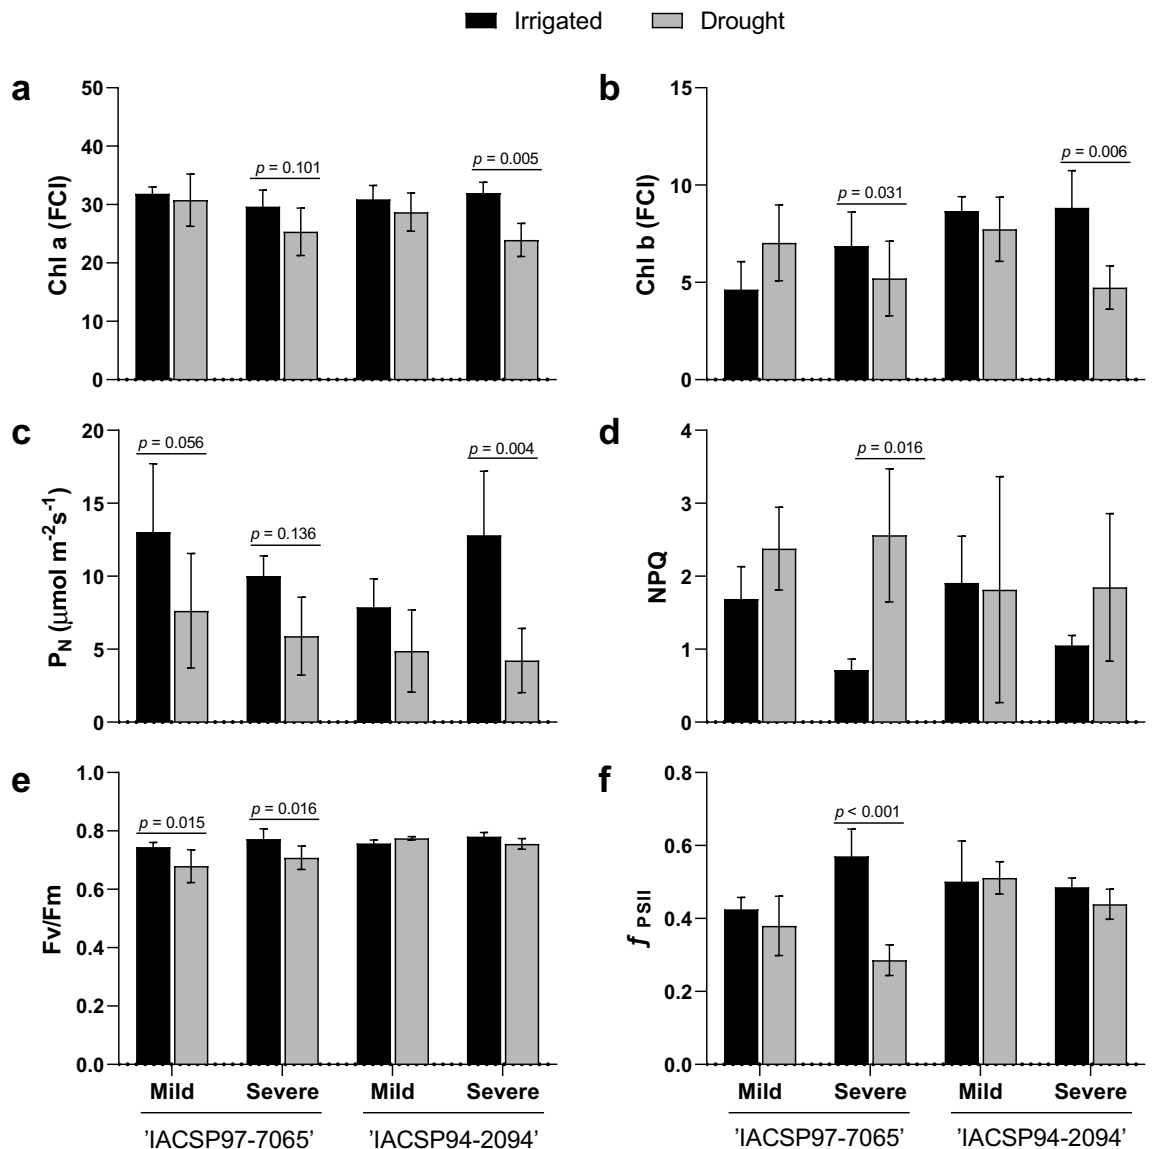 Irrigated Drought
a b
50 15
40
p = 0.101 p = 0.005 p = 0.031 p = 0.006
30 10
Chl a (FCI) Chl b (FCI)
20 5
10
0 0
c d
20 4
p = 0.056 p = 0.004 p = 0.016
15 3
p = 0.136
P_N (μmol m⁻²s⁻¹) NPQ
10 2
5 1
0 0
e f
1.0 0.8
p = 0.015 p = 0.016 p < 0.001
0.8 0.6
0.6
Fv/Fm ƒ PSII
0.4 0.4
0.2 0.2
0.0 0.0
Mild Severe Mild Severe Mild Severe Mild Severe
’IACSP97-7065’ ’IACSP94-2094’ ’IACSP97-7065’ ’IACSP94-2094’